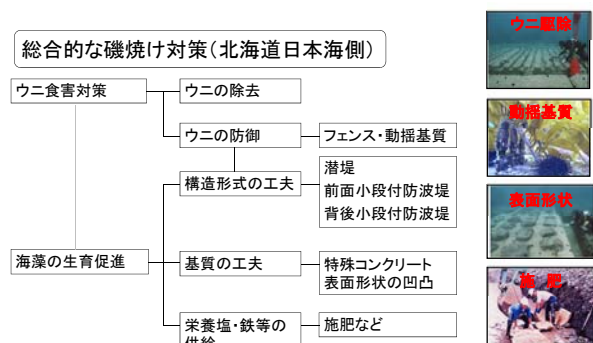 総合的な磯焼け対策(北海道日本海側)
ウニ食害対策
ウニの除去
ウニの防御
フェンス・動揺基質
構造形式の工夫
潜堤
前面小段付防波堤
背後小段付防波堤
海藻の生育促進
基質の工夫
特殊コンクリート
表面形状の凹凸
栄養塩・鉄等の
供給
施肥など
ウニ駆除
動揺基質
表面形状
施 肥